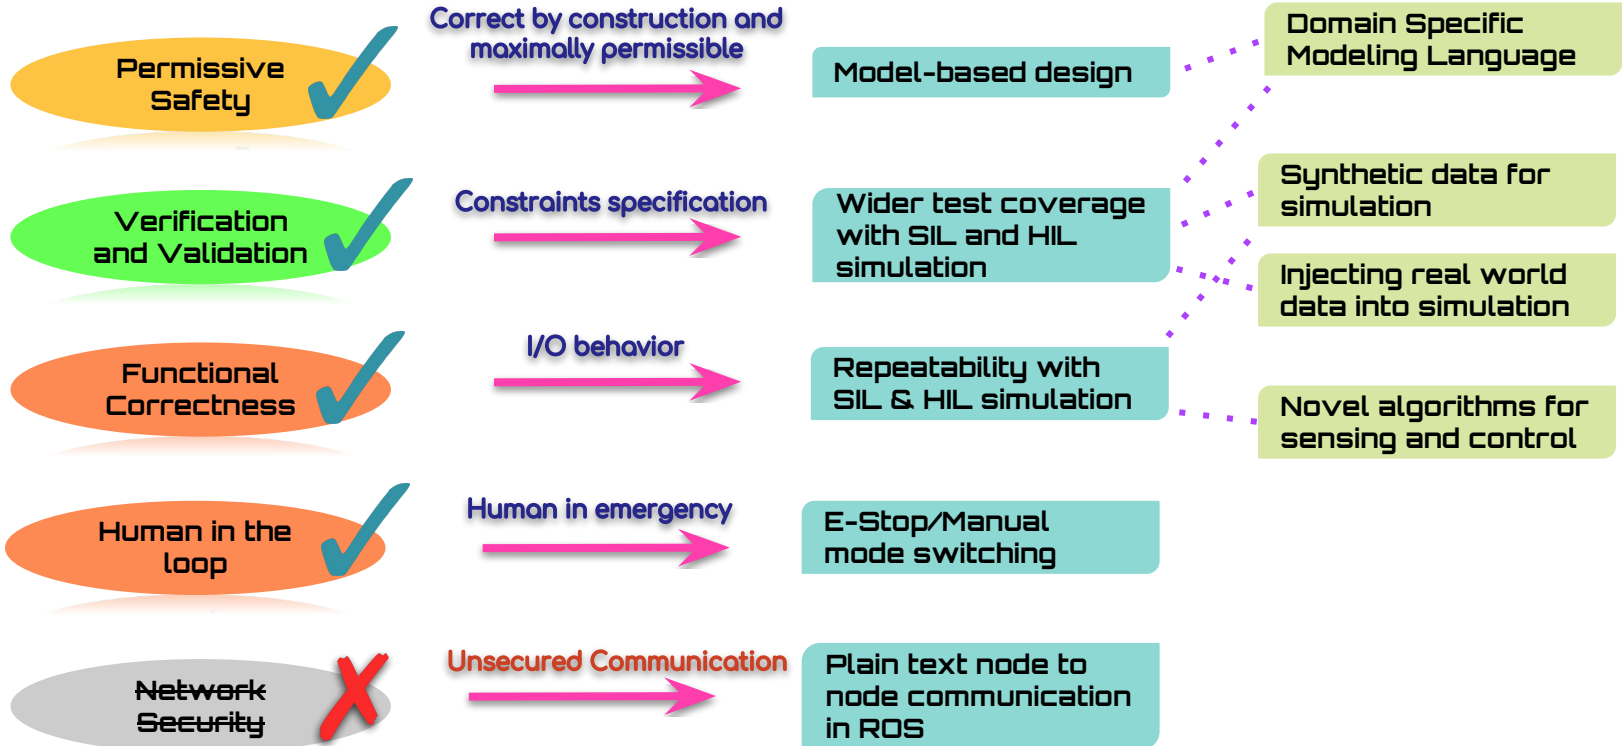 Permissive
Safety
Correct by construction and
maximally permissible
Model-based design
Domain Specific
Modeling Language
Verification
and Validation
Constraints specification
Wider test coverage
with SIL and HIL
simulation
Synthetic data for
simulation
Injecting real world
data into simulation
Functional
Correctness
I/O behavior
Repeatability with
SIL & HIL simulation
Novel algorithms for
sensing and control
Human in the
loop
Human in emergency
E-Stop/Manual
mode switching
Network
Security
Unsecured Communication
Plain text node to
node communication
in ROS